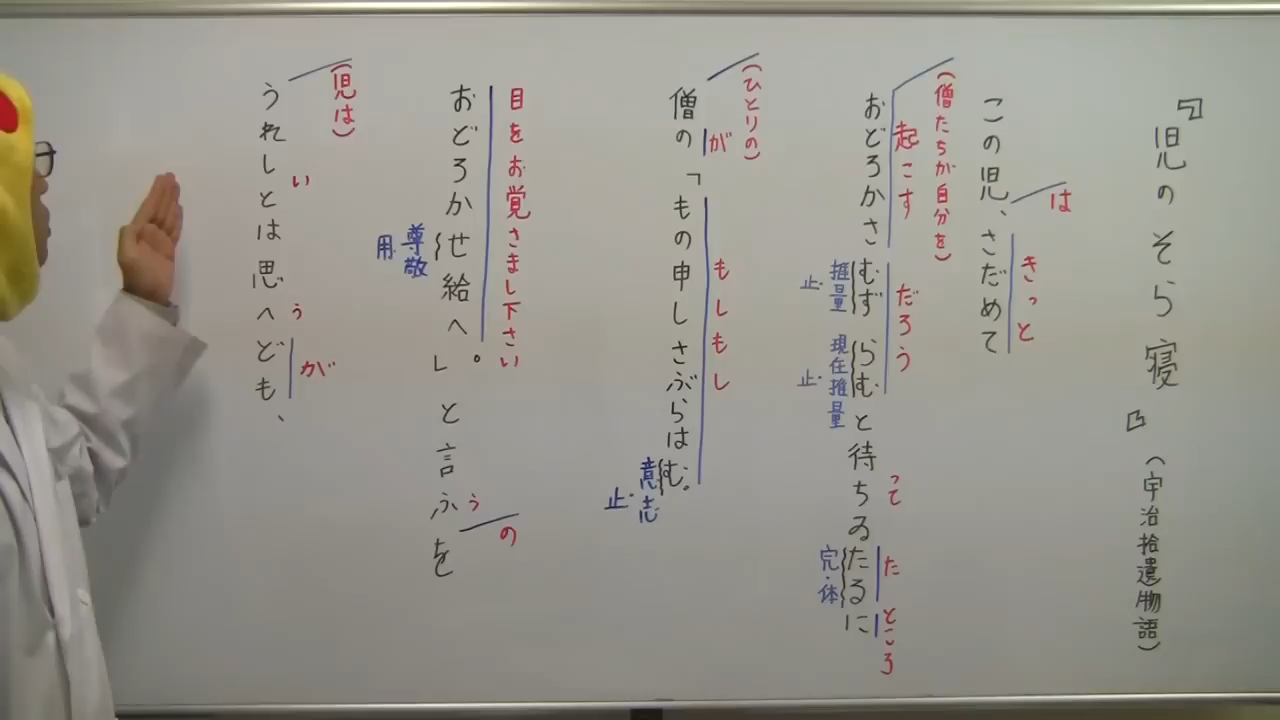 『児のそら寝』(宇治拾遺物語)
は
きっと
この児、さだめて
(僧たちが自分を)
起こす
だろう
って
た
ところ
おどろかさむずらむと待ちゐたるに
推量
止
現在推量
止
完・体
(ひとりの)
が
もしもし
僧の「もの申しさぶらはむ。
意志
止
目をお覚さまし下さい
おどろかせ給へ。」と言ふを
う
の
尊敬
用
(児は)
い
う
が
うれしとは思へども、